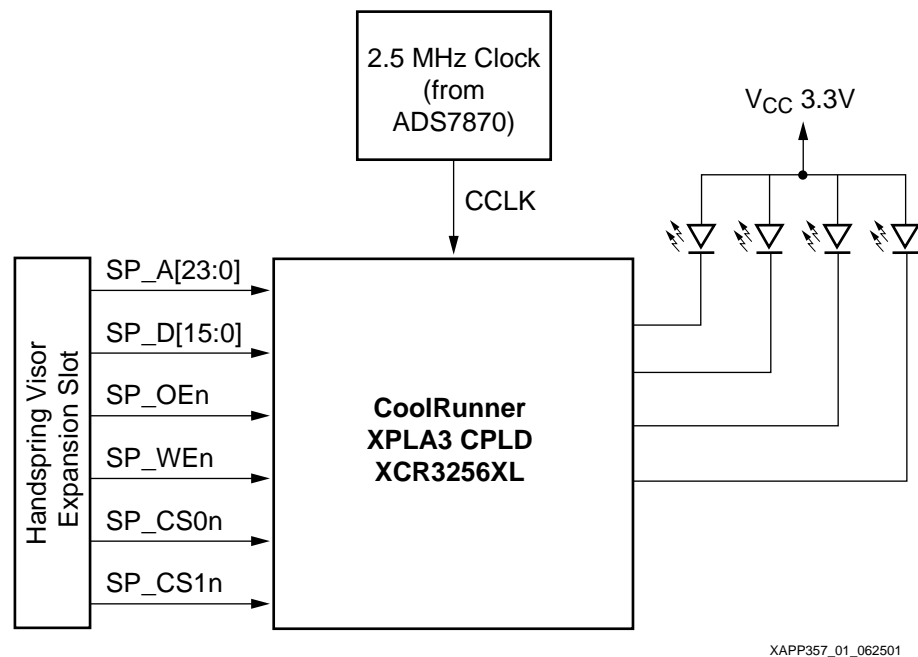 2.5 MHz Clock
(from
ADS7870)
VCC 3.3V
CCLK
Handspring Visor
Expansion Slot
SP_A[23:0]
SP_D[15:0]
SP_OEn
SP_WEn
SP_CS0n
SP_CS1n
CoolRunner
XPLA3 CPLD
XCR3256XL
XAPP357_01_062501